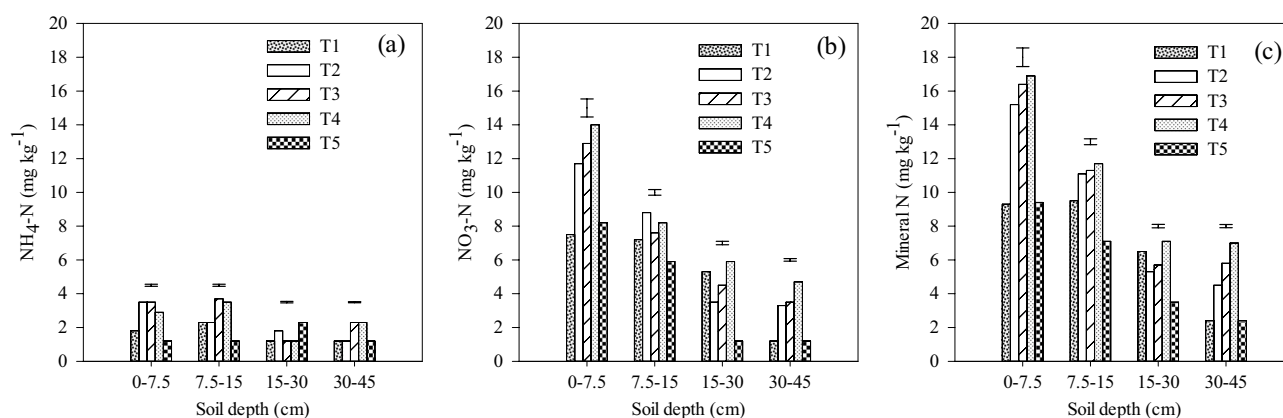 20
18
16
14
12
10
8
6
4
2
0
NH4-N (mg kg-1)
T1
T2
T3
T4
T5
(a)
0-7.5 7.5-15 15-30 30-45
Soil depth (cm)
20
18
16
14
12
10
8
6
4
2
0
NO3-N (mg kg-1)
T1
T2
T3
T4
T5
(b)
0-7.5 7.5-15 15-30 30-45
Soil depth (cm)
20
18
16
14
12
10
8
6
4
2
0
Mineral N (mg kg-1)
T1
T2
T3
T4
T5
(c)
0-7.5 7.5-15 15-30 30-45
Soil depth (cm)